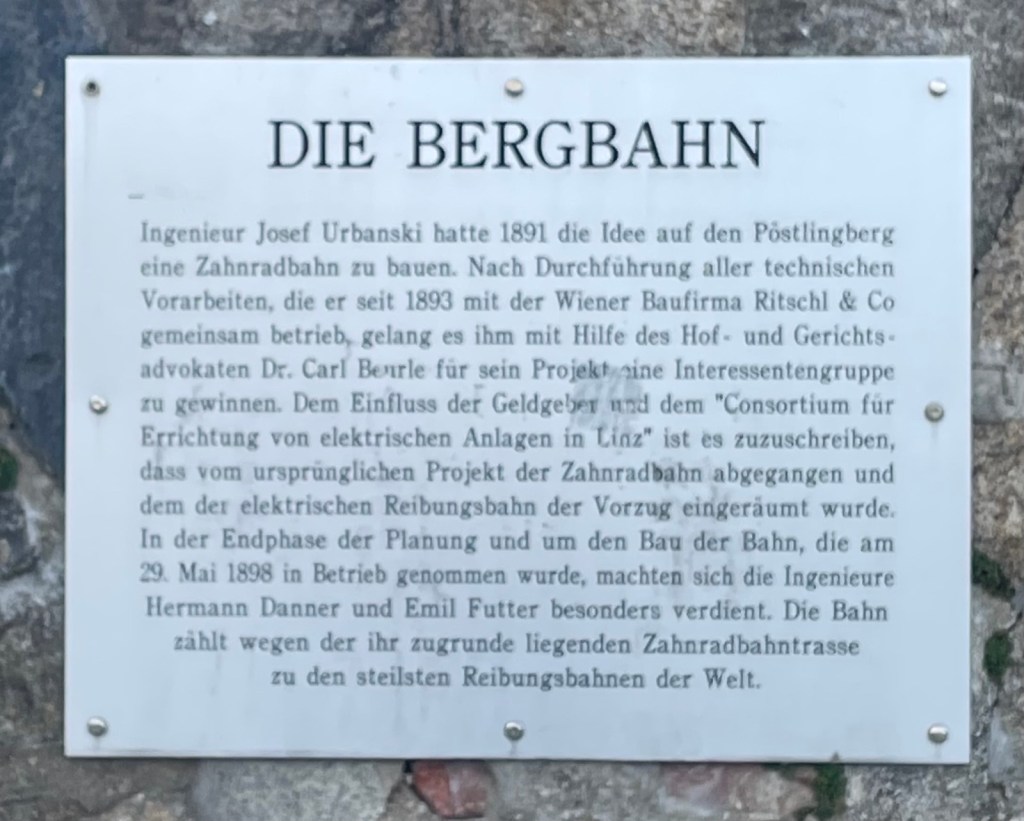 DIE BERGBAHN
Ingenieur Josef Urbanski hatte 1891 die Idee auf den Pöstlingberg
eine Zahnradbahn zu bauen. Nach Durchführung aller technischen
Vorarbeiten, die er seit 1893 mit der Wiener Baufirma Ritschl & Co
gemeinsam betrieb, gelang es ihm mit Hilfe des Hof- und Gerichts-
advokaten Dr. Carl Beurle für sein Projekt eine Interessentengruppe
zu gewinnen. Dem Einfluss der Geldgeber und dem "Consortium für
Errichtung von elektrischen Anlagen in Linz" ist es zuzuschreiben,
dass vom ursprünglichen Projekt der Zahnradbahn abgegangen und
dem der elektrischen Reibungsbahn der Vorzug eingeräumt wurde.
In der Endphase der Planung und um den Bau der Bahn, die am
29. Mai 1898 in Betrieb genommen wurde, machten sich die Ingenieure
Hermann Danner und Emil Futter besonders verdient. Die Bahn
zählt wegen der ihr zugrunde liegenden Zahnradbahntrasse
zu den steilsten Reibungsbahnen der Welt.